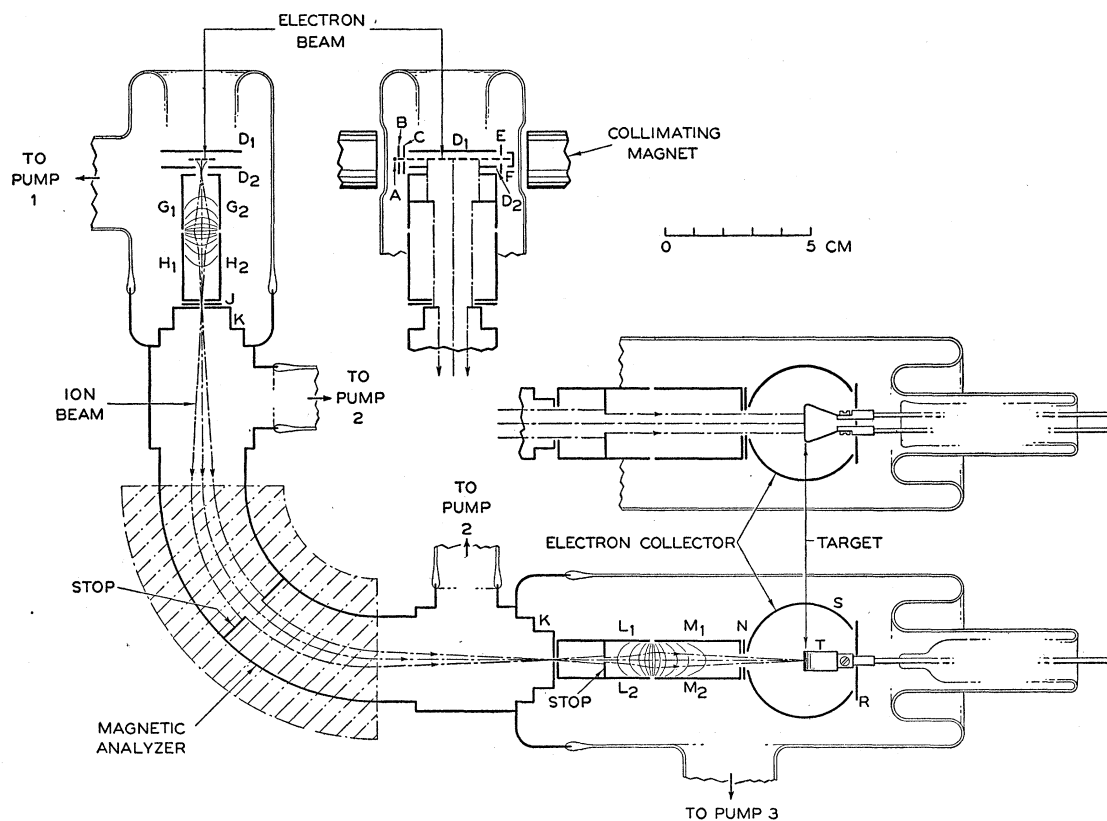 ELECTRON
BEAM
TO
PUMP
1
D1
D2
G1
G2
H1
H2
J
K
B
C
D1
E
A
F
D2
COLLIMATING
MAGNET
0
5 CM
ION
BEAM
TO
PUMP
2
TO
PUMP
2
ELECTRON COLLECTOR
TARGET
STOP
K
L1
M1
N
S
T
L2
M2
STOP
R
MAGNETIC
ANALYZER
TO PUMP 3